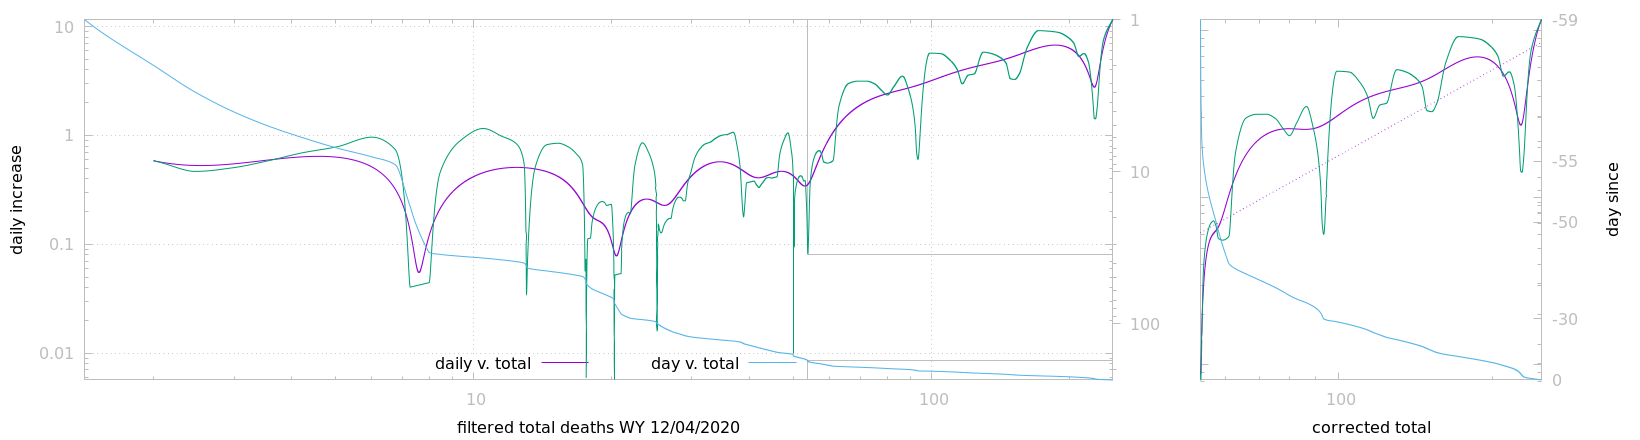 10
1
0.1
0.01
daily increase
daily v. total
day v. total
10
100
filtered total deaths WY 12/04/2020
1
10
100
-59
-55
-50
-30
0
day since
100
corrected total